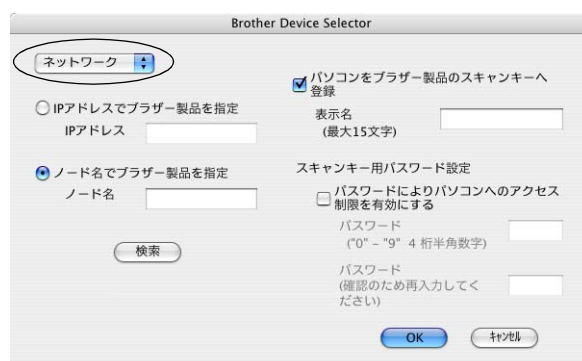 Brother Device Selector
ネットワーク
IPアドレスでブラザー製品を指定
IPアドレス
ノード名でブラザー製品を指定
ノード名
検索
パソコンをブラザー製品のスキャンキーへ
登録
表示名
(最大15文字)
スキャンキー用パスワード設定
パスワードによりパソコンへのアクセス
制限を有効にする
パスワード
("0" – "9" 4 桁半角数字)
パスワード
(確認のため再入力してく
ださい)
OK
キャンセル